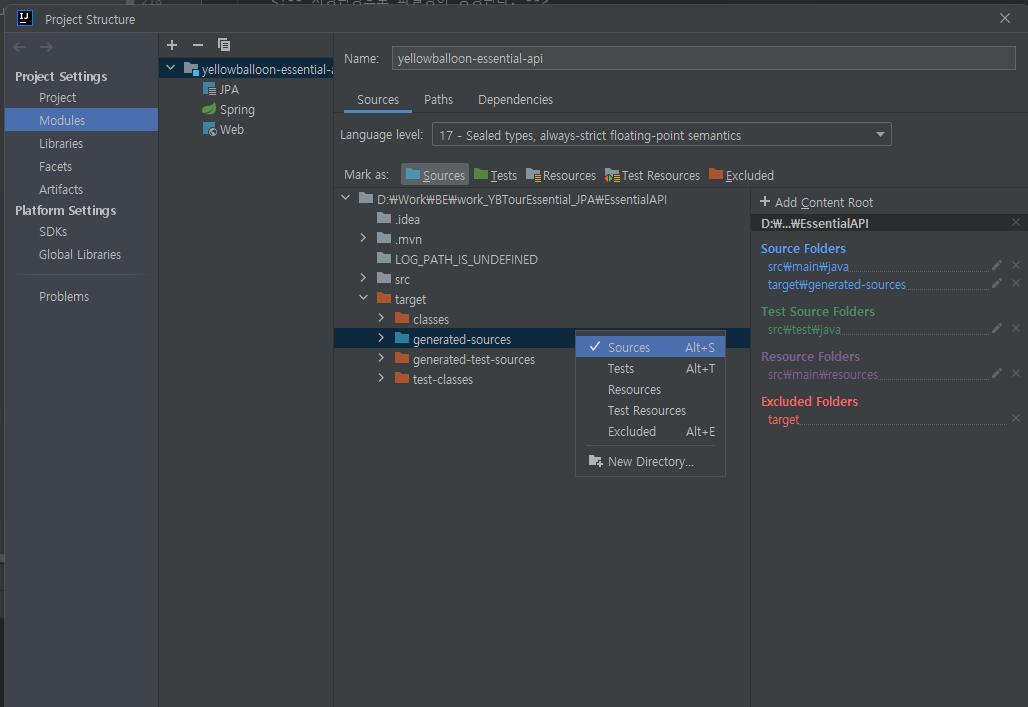 Project Structure
Project Settings
Project
Modules
Libraries
Facets
Artifacts
Platform Settings
SDKs
Global Libraries
Problems
yellowballoon-essential-a
JPA
Spring
Web
Name: yellowballoon-essential-api
Sources Paths Dependencies
Language level: 17 - Sealed types, always-strict floating-point semantics
Mark as: Sources Tests Resources Test Resources Excluded
D:₩Work₩BE₩work_YBTourEssential_JPA₩EssentialAPI
.idea
.mvn
LOG_PATH_IS_UNDEFINED
src
target
classes
generated-sources
generated-test-sources
test-classes
Sources Alt+S
Tests Alt+T
Resources
Test Resources
Excluded Alt+E
New Directory...
Add Content Root
D:₩...₩EssentialAPI
Source Folders
src₩main₩java
target₩generated-sources
Test Source Folders
src₩test₩java
Resource Folders
src₩main₩resources
Excluded Folders
target